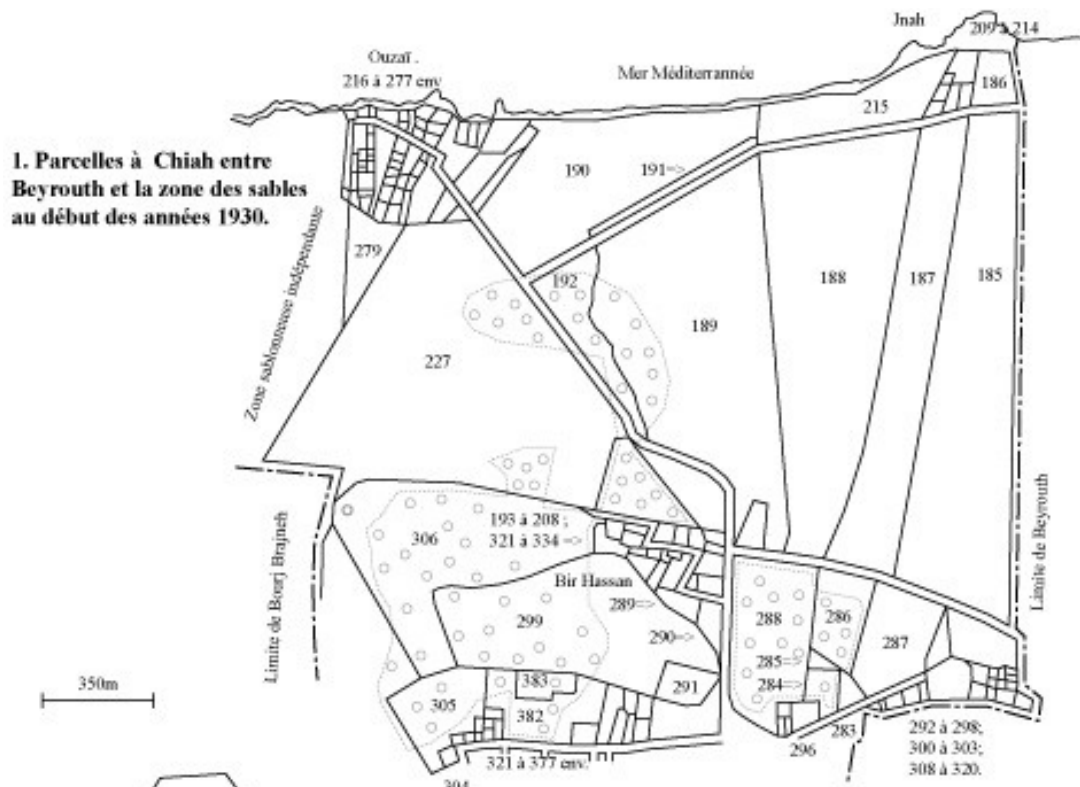 Jnah
209 à 214
Ouzaï .
216 à 277 env
Mer Méditerrannée
186
215
1. Parcelles à Chiah entre
Beyrouth et la zone des sables
au début des années 1930.
190
191=>
279
Zone sablonneuse indépendante
192
188
187
185
189
227
Limite de Beyrouth
Limite de Bourj Brajneh
193 à 208 ;
321 à 334 =>
306
Bir Hassan
289=>
299
288
286
290=>
287
285=>
284=>
291
383
350m
305
382
283
296
292 à 298;
300 à 303;
308 à 320.
321 à 377 env.
304